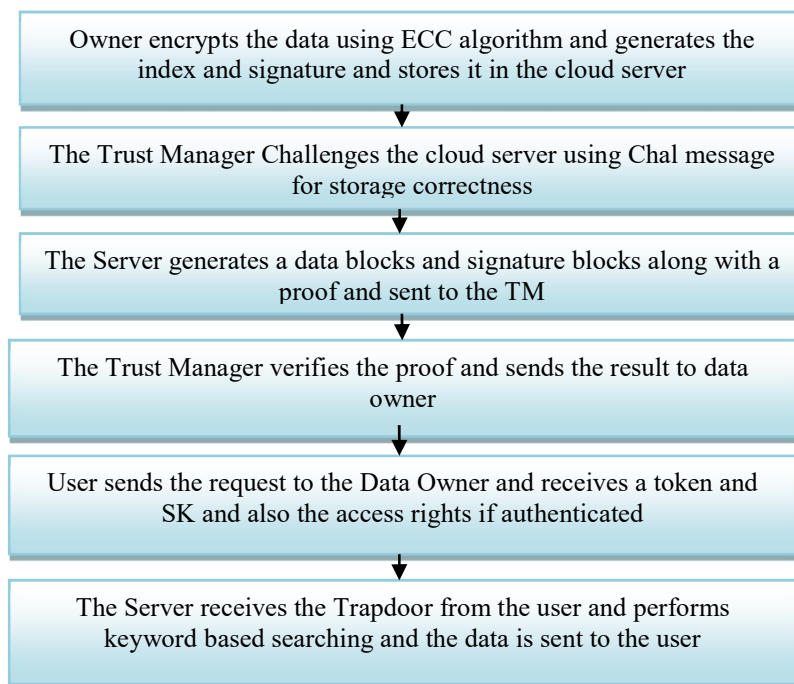 Owner encrypts the data using ECC algorithm and generates the
index and signature and stores it in the cloud server
The Trust Manager Challenges the cloud server using Chal message
for storage correctness
The Server generates a data blocks and signature blocks along with a
proof and sent to the TM
The Trust Manager verifies the proof and sends the result to data
owner
User sends the request to the Data Owner and receives a token and
SK and also the access rights if authenticated
The Server receives the Trapdoor from the user and performs
keyword based searching and the data is sent to the user